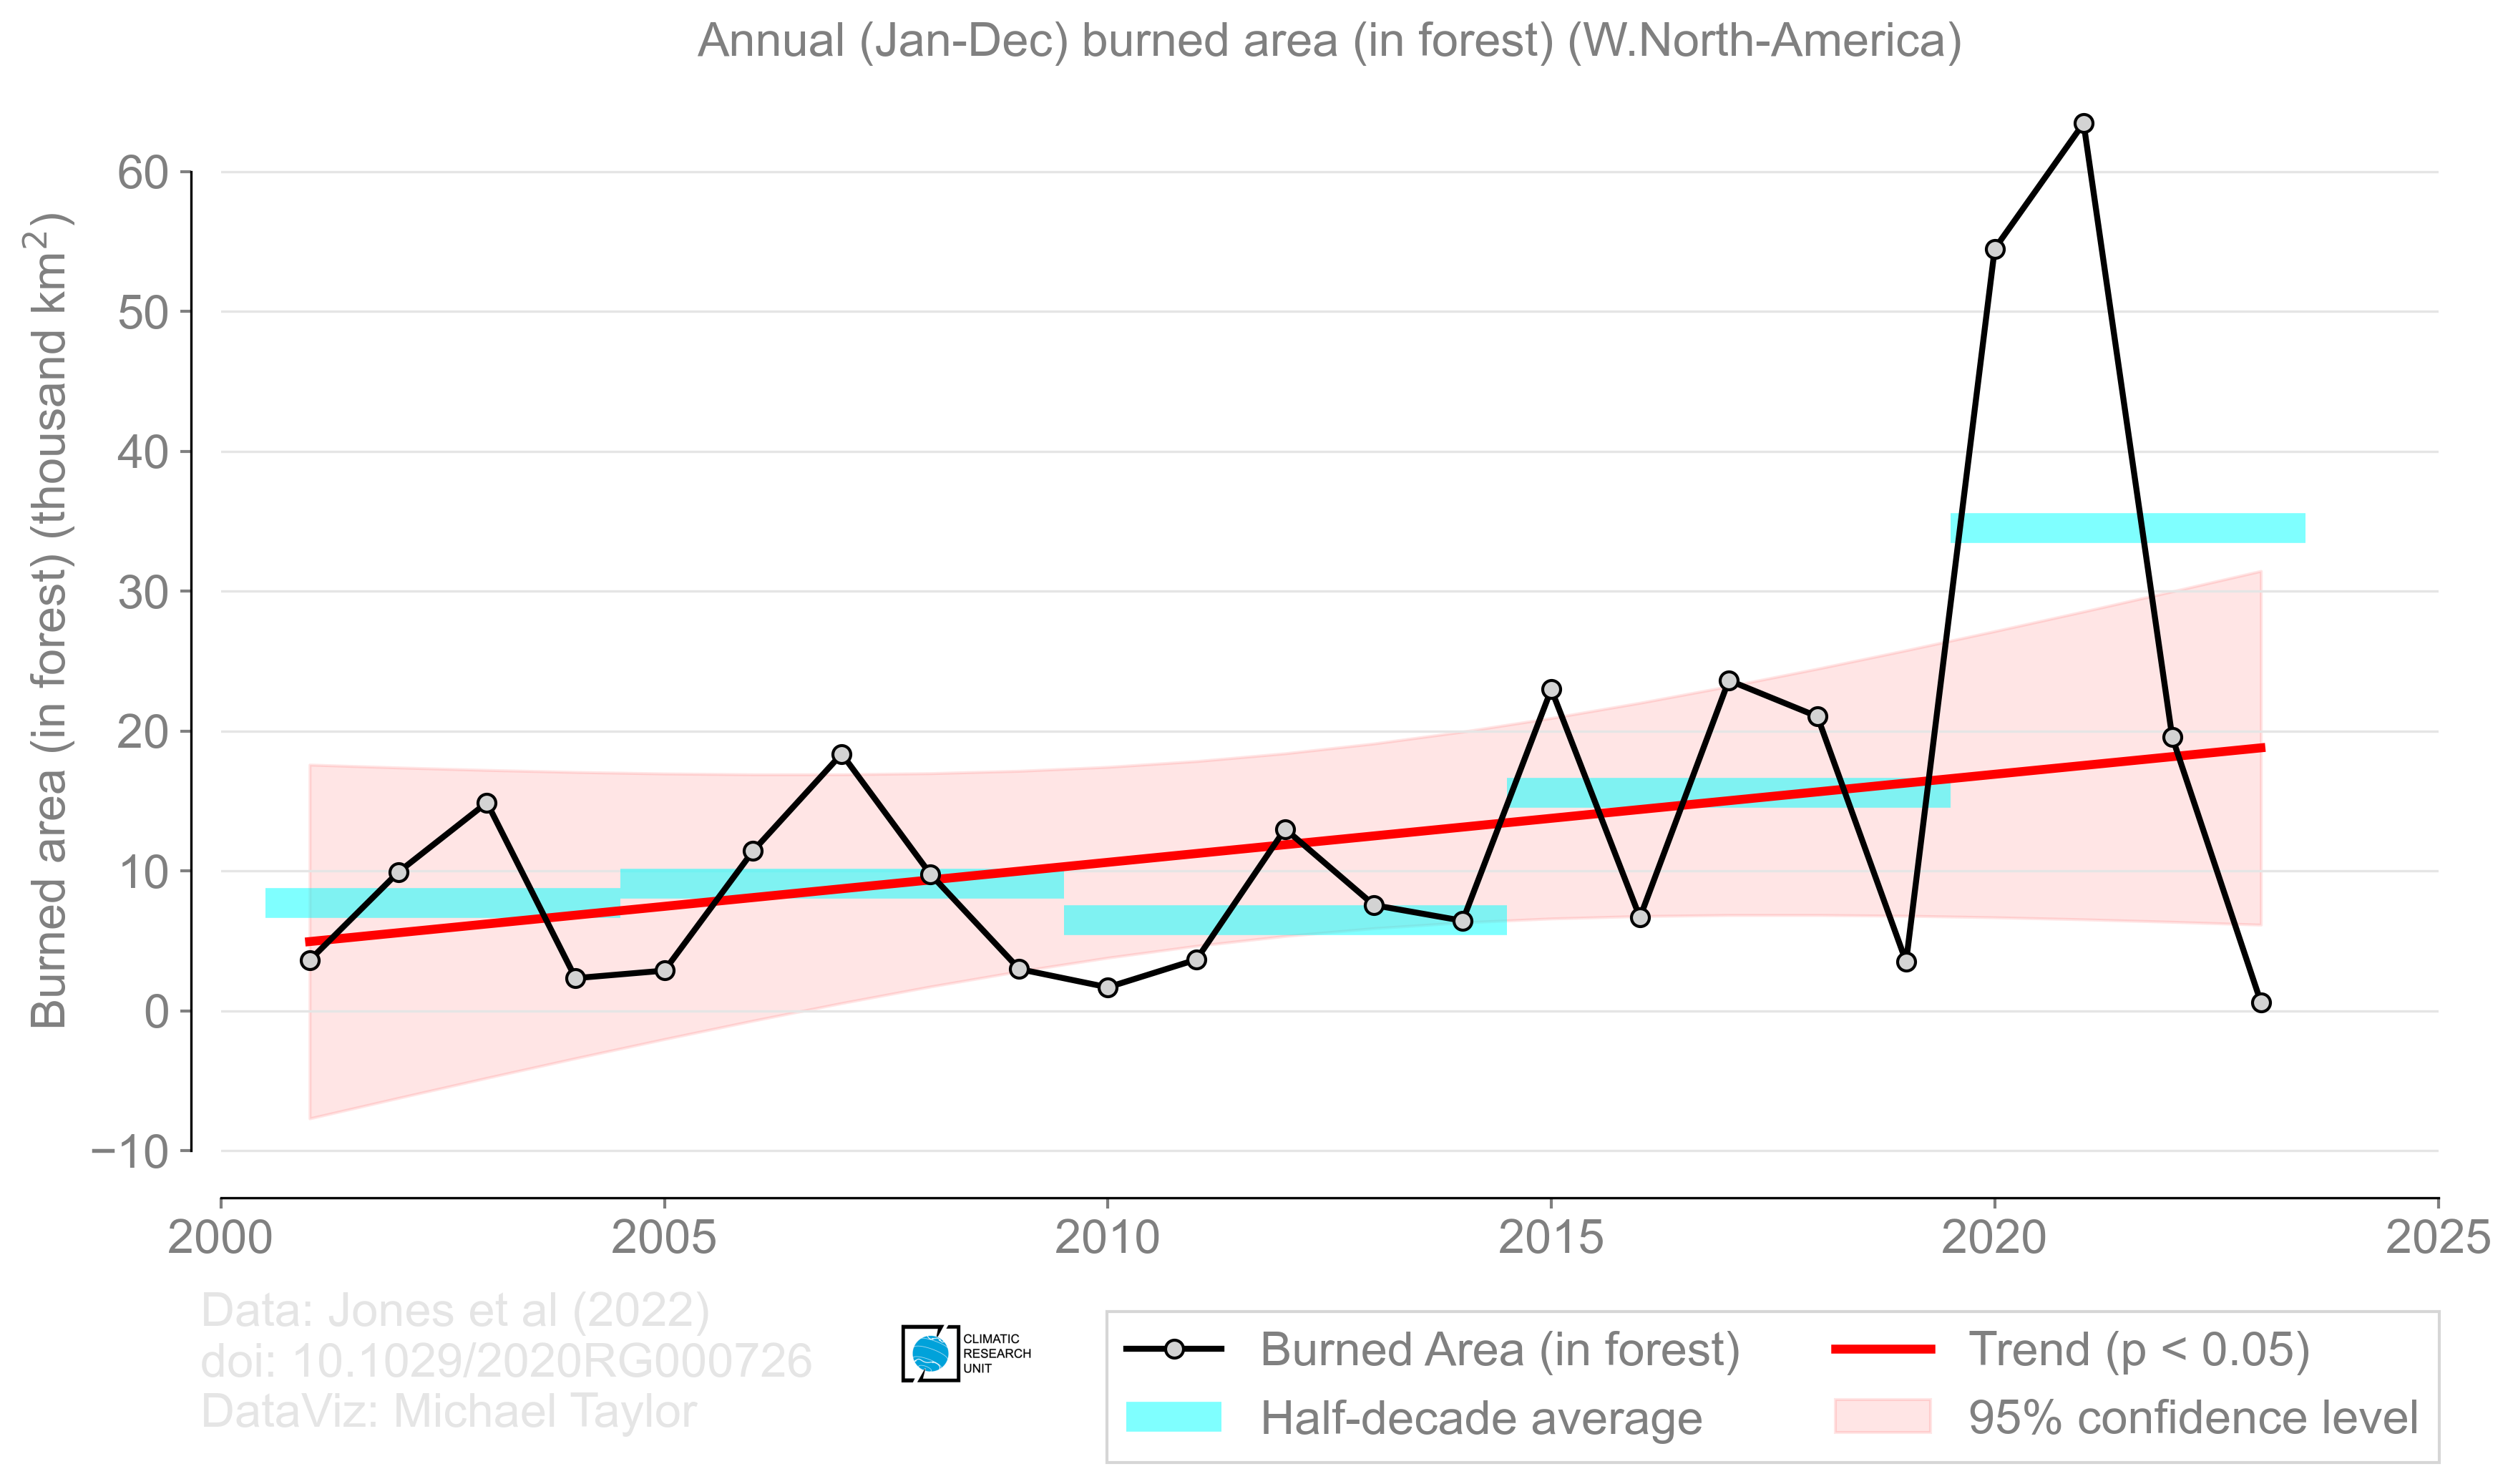 Annual (Jan-Dec) burned area (in forest) (W.North-America)
Burned area (in forest) (thousand km²)
60
50
40
30
20
10
0
−10
2000
2005
2010
2015
2020
2025
Data: Jones et al (2022)
doi: 10.1029/2020RG000726
DataViz: Michael Taylor
CLIMATIC
RESEARCH
UNIT
Burned Area (in forest)
Half-decade average
Trend (p < 0.05)
95% confidence level